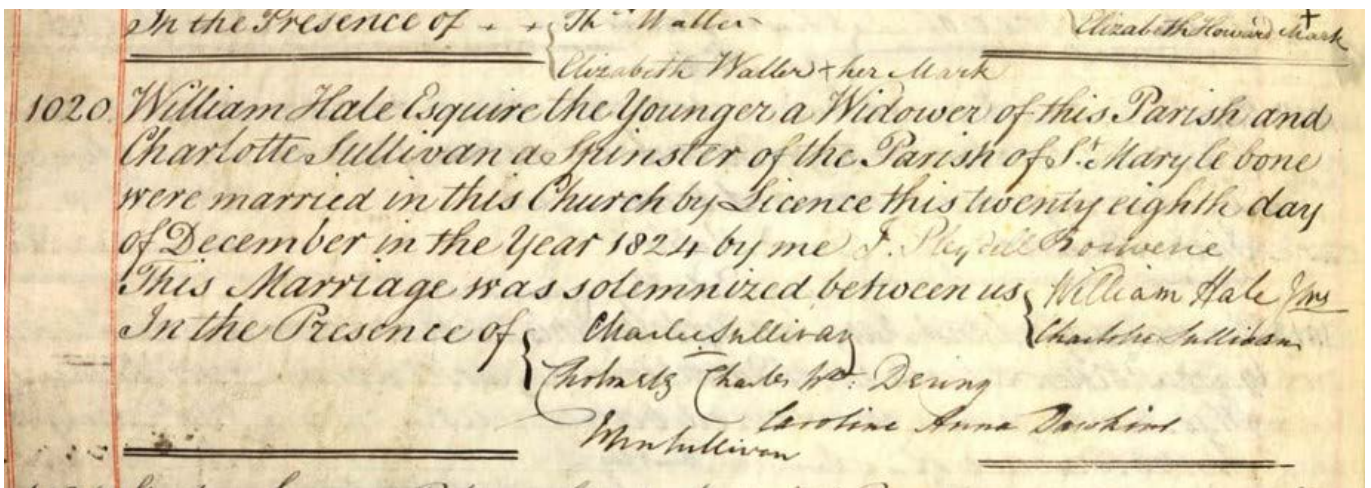 In the Presence of Thos. Waller
Elizabeth Howard Mark
Elizabeth Waller + her Mark
1020 William Hale Esquire the Younger a Widower of this Parish and
Charlotte Sullivan a Spinster of the Parish of St. Mary le bone
were married in this Church by Licence this twenty eighth day
of December in the Year 1824 by me J. Pleydell Bouverie
This Marriage was solemnized between us William Hale Junr
Charlotte Sullivan
In the Presence of Charles Sullivan
Charles Wm. Dering
Caroline Anna Dawkins
Sullivan